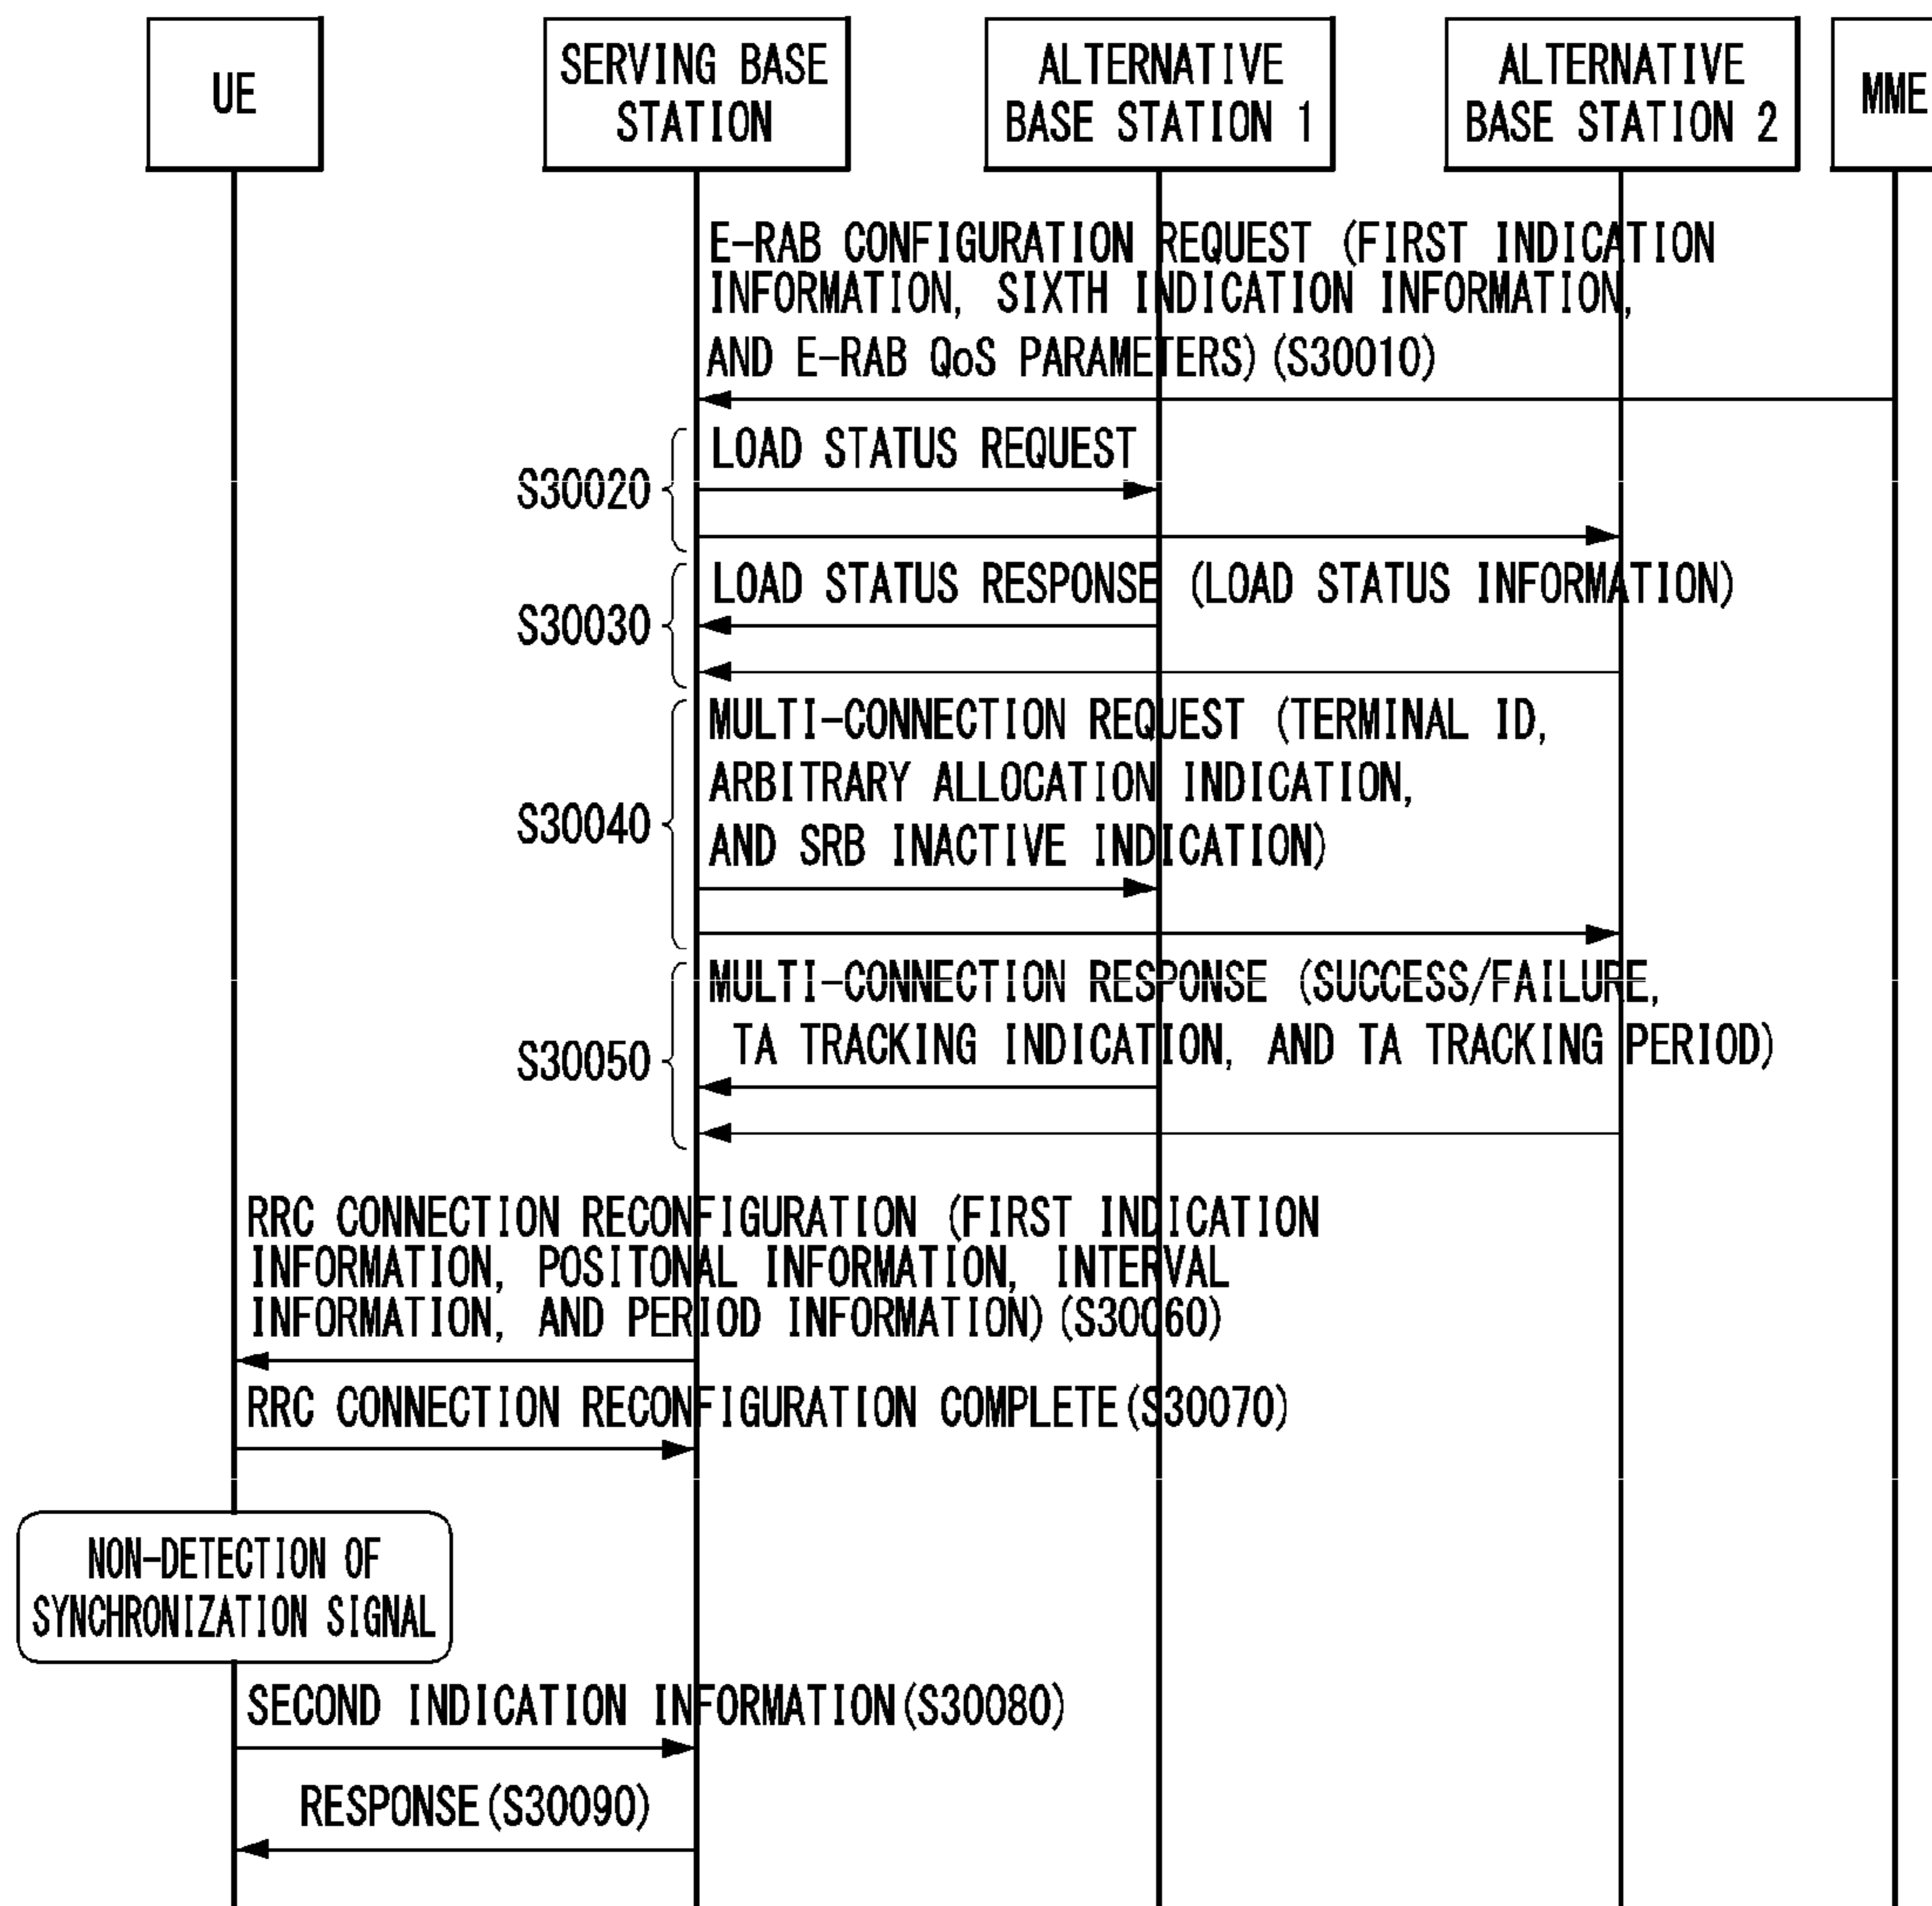 UE
SERVING BASE
STATION
ALTERNATIVE
BASE STATION 1
ALTERNATIVE
BASE STATION 2
MME
E-RAB CONFIGURATION REQUEST (FIRST INDICATION
INFORMATION, SIXTH INDICATION INFORMATION,
AND E-RAB QoS PARAMETERS)(S30010)
S30020
LOAD STATUS REQUEST
S30030
LOAD STATUS RESPONSE (LOAD STATUS INFORMATION)
S30040
MULTI-CONNECTION REQUEST (TERMINAL ID,
ARBITRARY ALLOCATION INDICATION,
AND SRB INACTIVE INDICATION)
S30050
MULTI-CONNECTION RESPONSE (SUCCESS/FAILURE,
TA TRACKING INDICATION, AND TA TRACKING PERIOD)
RRC CONNECTION RECONFIGURATION (FIRST INDICATION
INFORMATION, POSITONAL INFORMATION, INTERVAL
INFORMATION, AND PERIOD INFORMATION)(S30060)
RRC CONNECTION RECONFIGURATION COMPLETE(S30070)
NON-DETECTION OF
SYNCHRONIZATION SIGNAL
SECOND INDICATION INFORMATION(S30080)
RESPONSE(S30090)